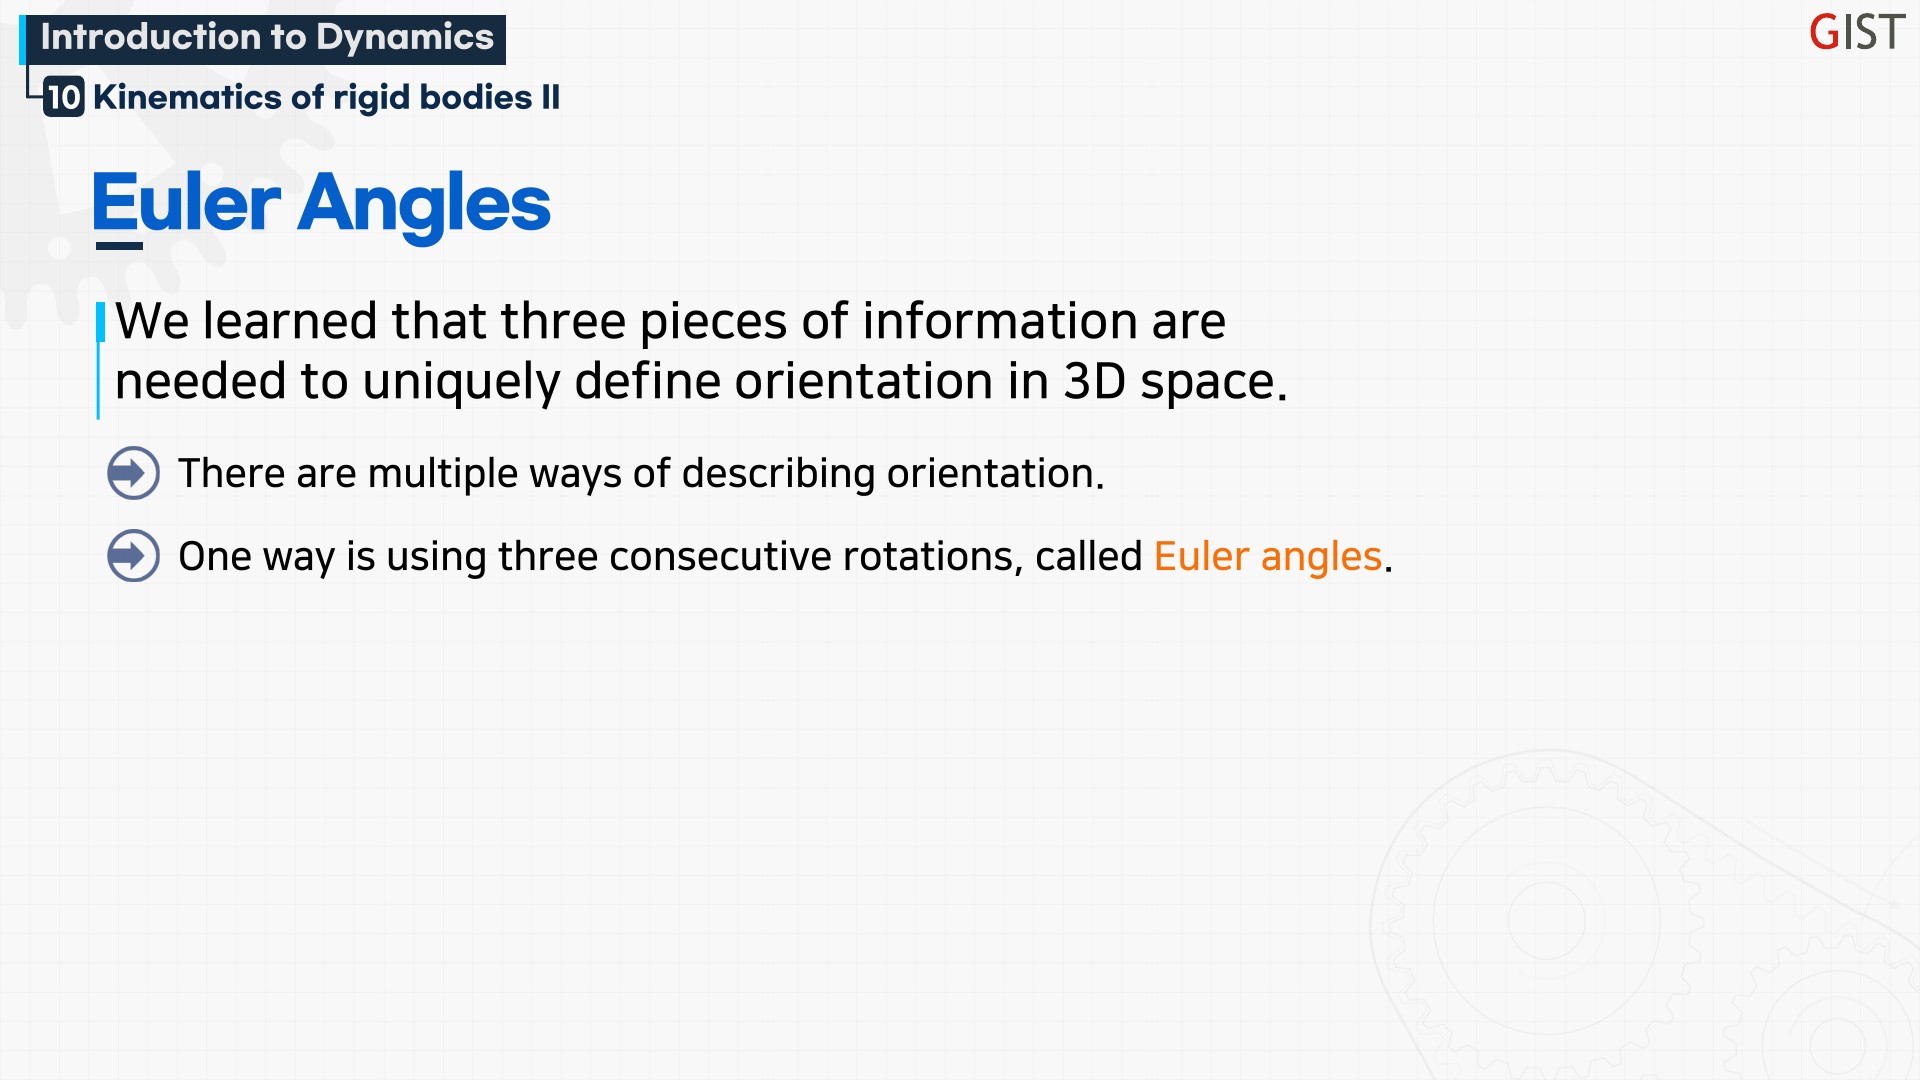 Introduction to Dynamics
GIST
10 Kinematics of rigid bodies II
Euler Angles
We learned that three pieces of information are
needed to uniquely define orientation in 3D space.
There are multiple ways of describing orientation.
One way is using three consecutive rotations, called Euler angles.